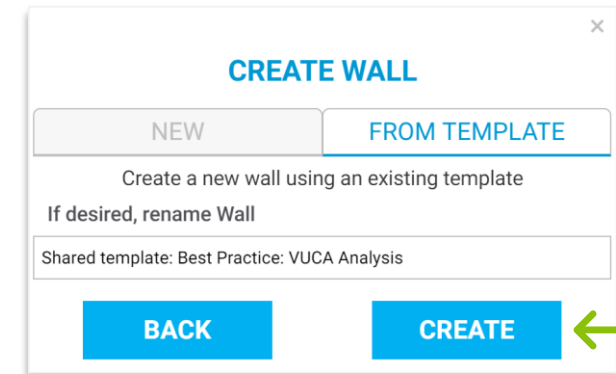 ×
CREATE WALL
NEW
FROM TEMPLATE
Create a new wall using an existing template
If desired, rename Wall
Shared template: Best Practice: VUCA Analysis
BACK
CREATE